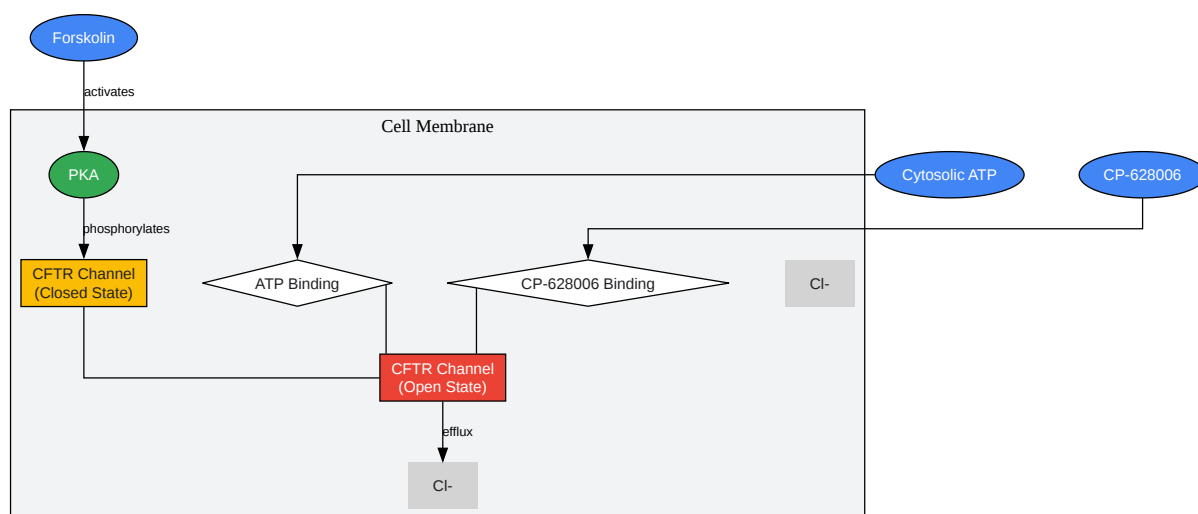 Forskolin
activates
Cell Membrane
PKA
Cytosolic ATP
CP-628006
phosphorylates
CFTR Channel
(Closed State)
ATP Binding
CP-628006 Binding
Cl-
CFTR Channel
(Open State)
efflux
Cl-